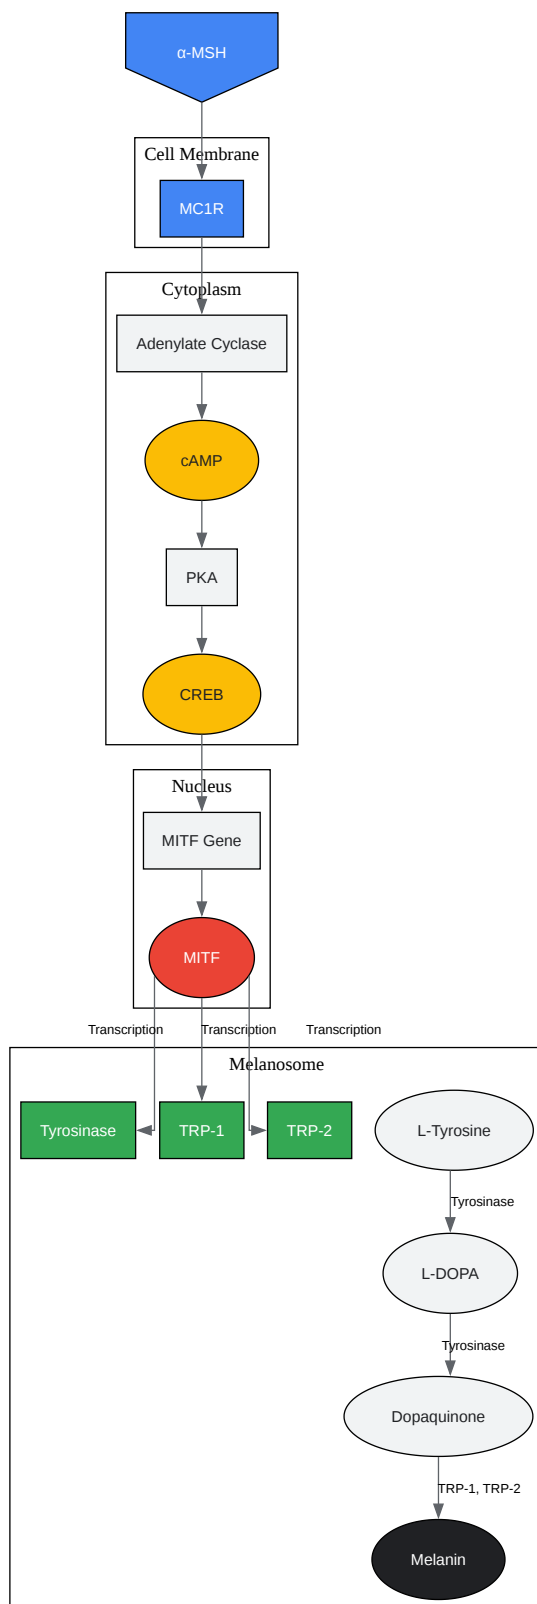 α-MSH
Cell Membrane
MC1R
Cytoplasm
Adenylate Cyclase
cAMP
PKA
CREB
Nucleus
MITF Gene
MITF
Transcription Transcription Transcription
Melanosome
Tyrosinase TRP-1 TRP-2 L-Tyrosine
Tyrosinase
L-DOPA
Tyrosinase
Dopaquinone
TRP-1, TRP-2
Melanin